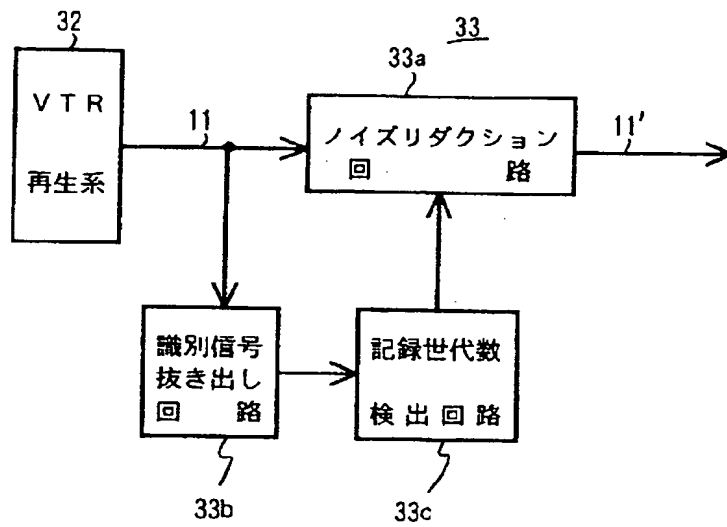 32
33
33a
VTR
再生系
11
ノイズリダクション
回路
11'
識別信号
抜き出し
回路
記録世代数
検出回路
33b
33c